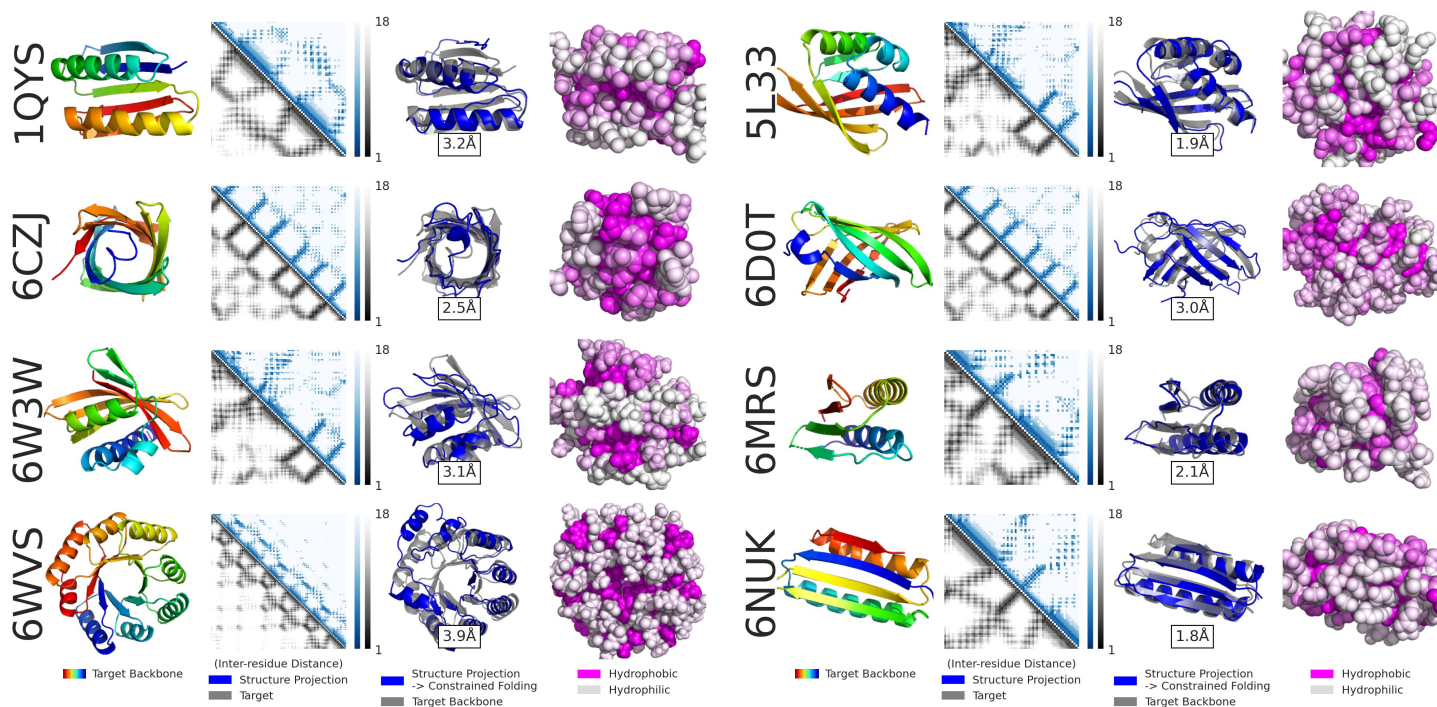 1QYS
18
1
3.2Å
5L33
18
1
1.9Å
6CZJ
18
1
2.5Å
6D0T
18
1
3.0Å
6W3W
18
1
3.1Å
6MRS
18
1
2.1Å
6WVS
18
1
3.9Å
6NUK
18
1
1.8Å
Target Backbone
(Inter-residue Distance)
Structure Projection
Target
Structure Projection
-> Constrained Folding
Target Backbone
Hydrophobic
Hydrophilic
Target Backbone
(Inter-residue Distance)
Structure Projection
Target
Structure Projection
-> Constrained Folding
Target Backbone
Hydrophobic
Hydrophilic